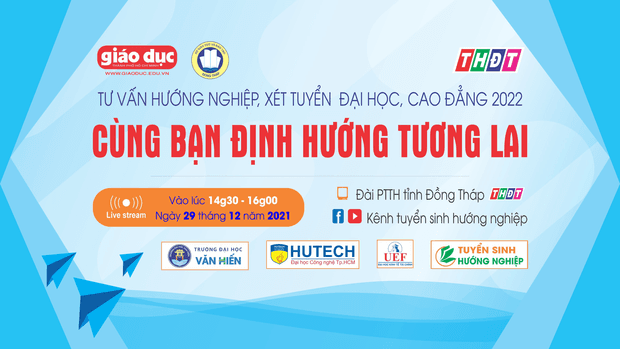 giáo dục
WWW.GIAODUC.EDU.VN
THĐT
TƯ VẤN HƯỚNG NGHIỆP, XÉT TUYỂN ĐẠI HỌC, CAO ĐẲNG 2022
CÙNG BẠN ĐỊNH HƯỚNG TƯƠNG LAI
Live stream
Vào lúc 14g30 - 16g00
Ngày 29 tháng 12 năm 2021
Đài PTTH tỉnh Đồng Tháp THĐT
Kênh tuyển sinh hướng nghiệp
TRƯỜNG ĐẠI HỌC
VĂN HIẾN
HUTECH
Đại học Công nghệ Tp.HCM
UEF
TUYỂN SINH
HƯỚNG NGHIỆP